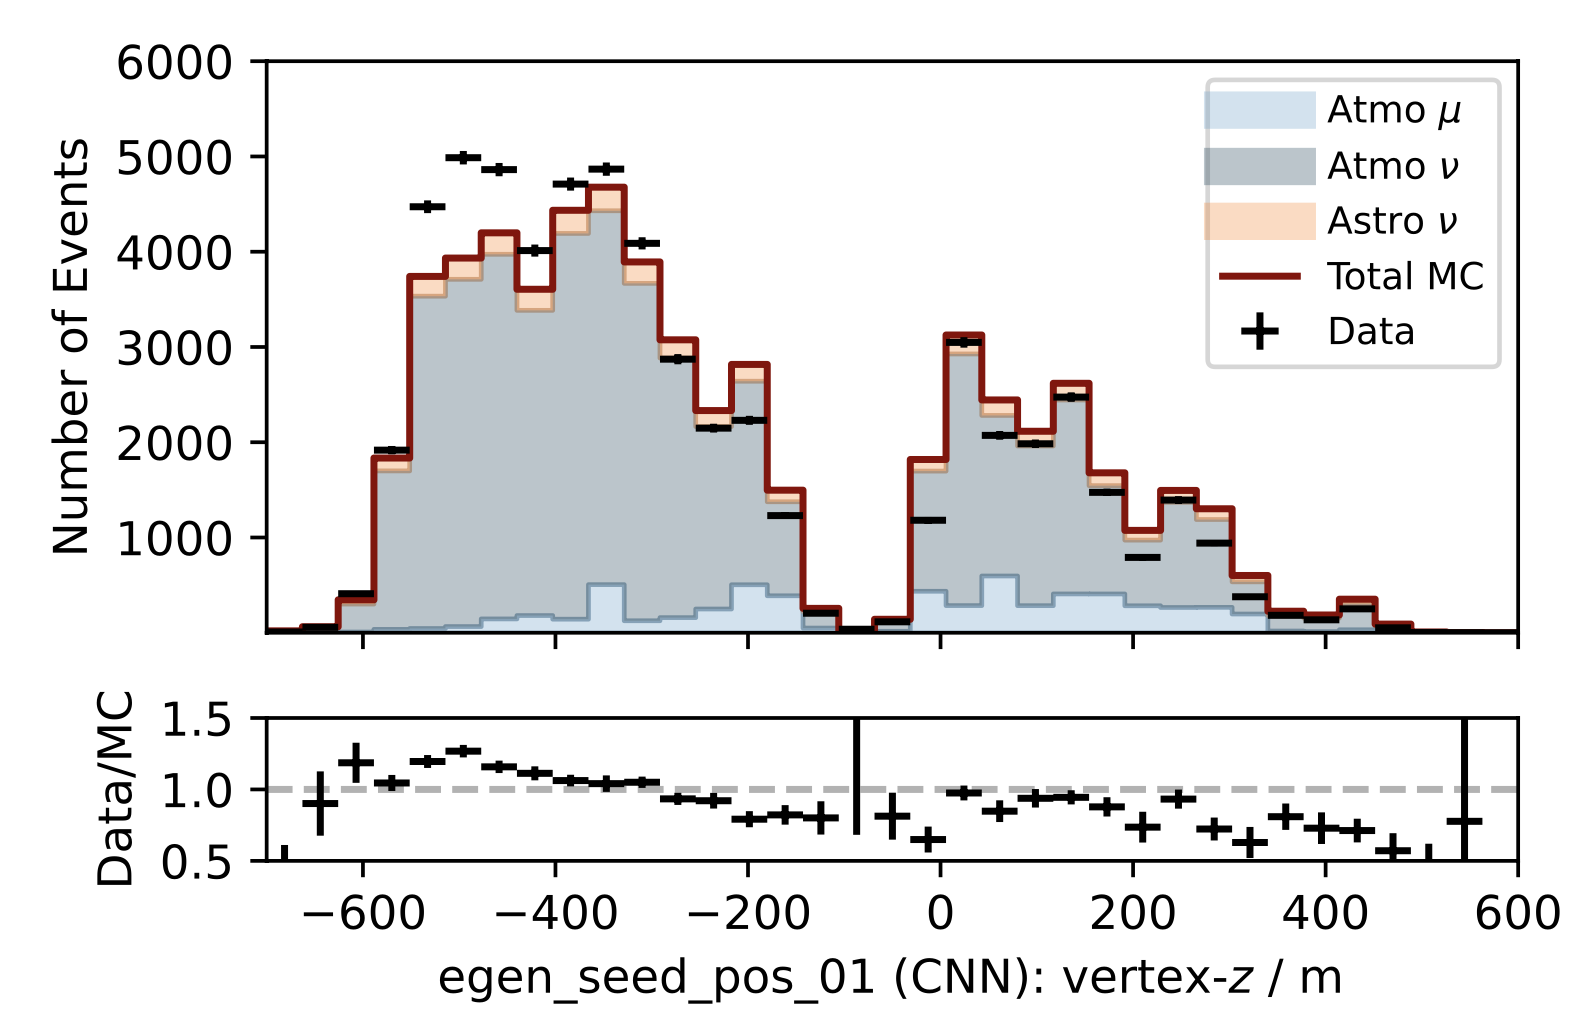 6000
5000
4000
3000
2000
1000
Number of Events
Atmo μ
Atmo ν
Astro ν
Total MC
Data
1.5
1.0
0.5
Data/MC
−600 −400 −200 0 200 400 600
egen_seed_pos_01 (CNN): vertex-z / m